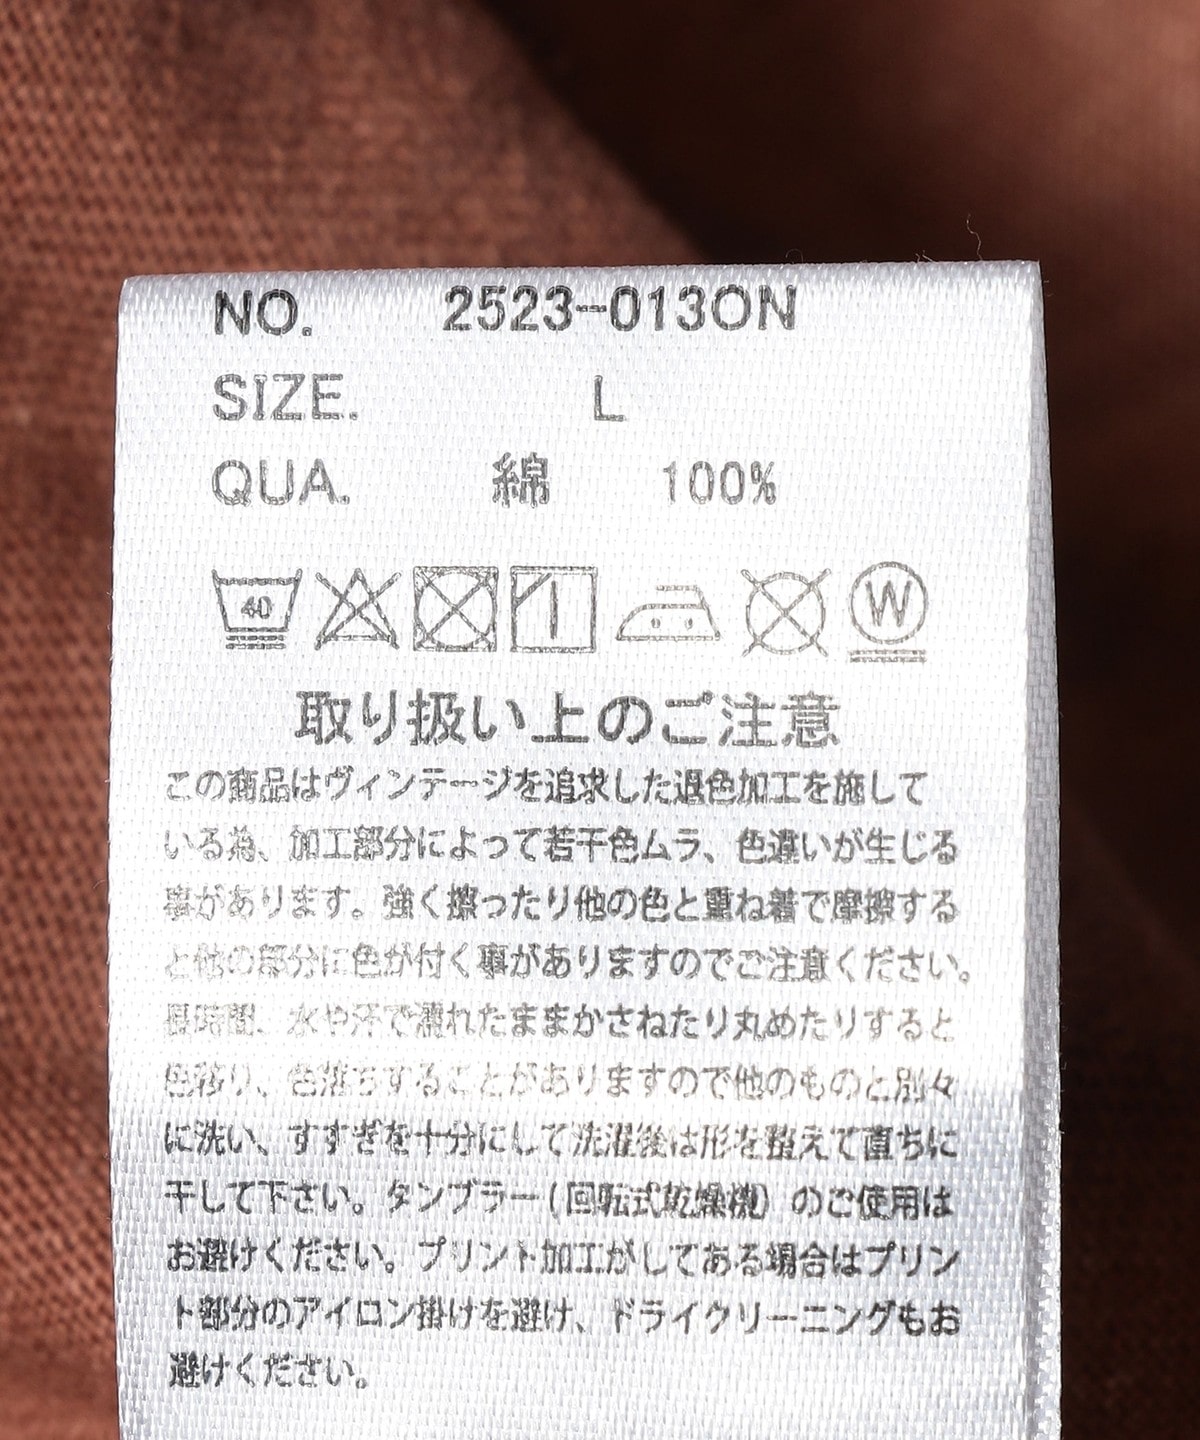 NO. 2523-013ON
SIZE. L
QUA. 綿 100%
40 W
取り扱い上のご注意
この商品はヴィンテージを追求した退色加工を施して
いる為、加工部分によって若干色ムラ、色違いが生じる
事があります。強く擦ったり他の色と重ね着で摩擦する
と他の部分に色が付く事がありますのでご注意ください。
長時間、水や汗で濡れたままかさねたり丸めたりすると
色移り、色落ちすることがありますので他のものと別々
に洗い、すすぎを十分にして洗濯後は形を整えて直ちに
干して下さい。タンブラー(回転式乾燥機)のご使用は
お避けください。プリント加工がしてある場合はプリン
ト部分のアイロン掛けを避け、ドライクリーニングもお
避けください。